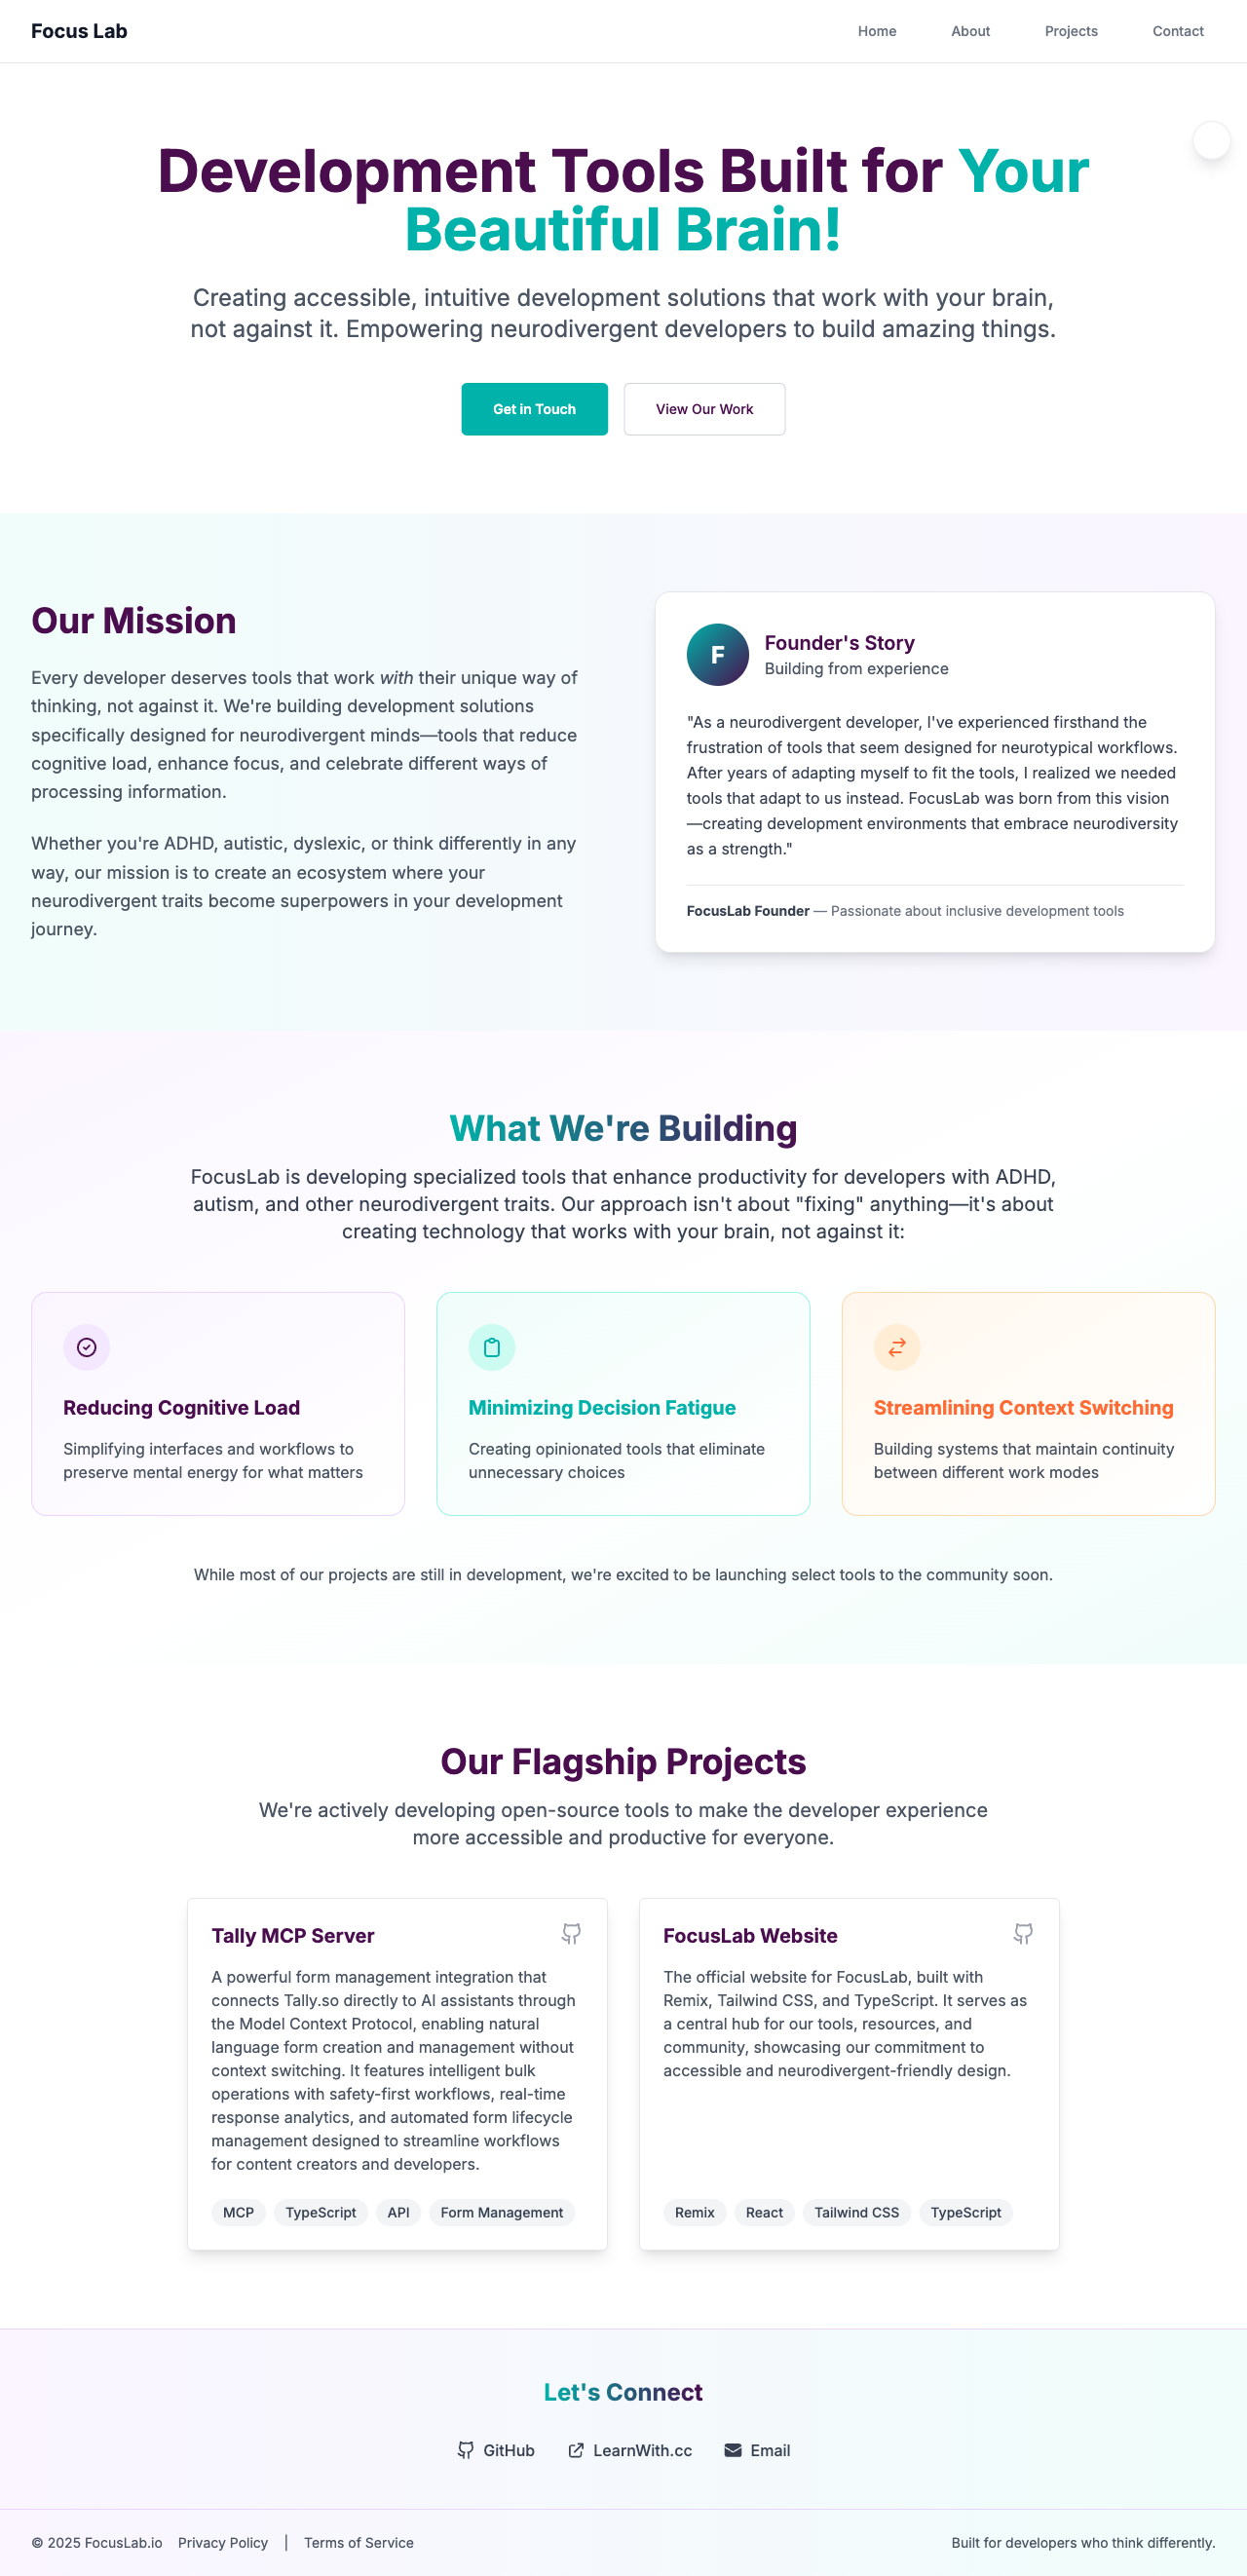 Focus Lab
Home
About
Projects
Contact
Development Tools Built for Your
Beautiful Brain!
Creating accessible, intuitive development solutions that work with your brain,
not against it. Empowering neurodivergent developers to build amazing things.
Get in Touch
View Our Work
Our Mission
Every developer deserves tools that work with their unique way of
thinking, not against it. We're building development solutions
specifically designed for neurodivergent minds—tools that reduce
cognitive load, enhance focus, and celebrate different ways of
processing information.
Whether you're ADHD, autistic, dyslexic, or think differently in any
way, our mission is to create an ecosystem where your
neurodivergent traits become superpowers in your development
journey.
F
Founder's Story
Building from experience
"As a neurodivergent developer, I've experienced firsthand the
frustration of tools that seem designed for neurotypical workflows.
After years of adapting myself to fit the tools, I realized we needed
tools that adapt to us instead. FocusLab was born from this vision
—creating development environments that embrace neurodiversity
as a strength."
FocusLab Founder — Passionate about inclusive development tools
What We're Building
FocusLab is developing specialized tools that enhance productivity for developers with ADHD,
autism, and other neurodivergent traits. Our approach isn't about "fixing" anything—it's about
creating technology that works with your brain, not against it:
Reducing Cognitive Load
Simplifying interfaces and workflows to
preserve mental energy for what matters
Minimizing Decision Fatigue
Creating opinionated tools that eliminate
unnecessary choices
Streamlining Context Switching
Building systems that maintain continuity
between different work modes
While most of our projects are still in development, we're excited to be launching select tools to the community soon.
Our Flagship Projects
We're actively developing open-source tools to make the developer experience
more accessible and productive for everyone.
Tally MCP Server
A powerful form management integration that
connects Tally.so directly to AI assistants through
the Model Context Protocol, enabling natural
language form creation and management without
context switching. It features intelligent bulk
operations with safety-first workflows, real-time
response analytics, and automated form lifecycle
management designed to streamline workflows
for content creators and developers.
MCP
TypeScript
API
Form Management
FocusLab Website
The official website for FocusLab, built with
Remix, Tailwind CSS, and TypeScript. It serves as
a central hub for our tools, resources, and
community, showcasing our commitment to
accessible and neurodivergent-friendly design.
Remix
React
Tailwind CSS
TypeScript
Let's Connect
GitHub
LearnWith.cc
Email
© 2025 FocusLab.io
Privacy Policy
|
Terms of Service
Built for developers who think differently.